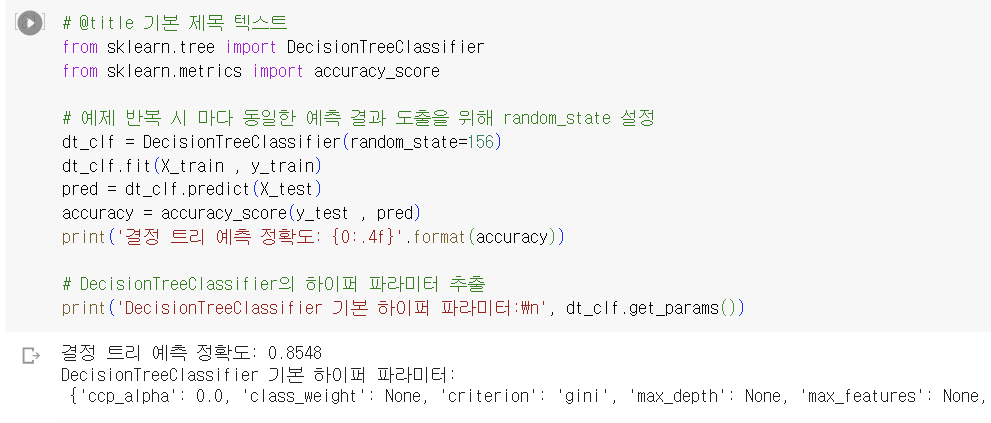 # @title 기본 제목 텍스트
from sklearn.tree import DecisionTreeClassifier
from sklearn.metrics import accuracy_score
# 예제 반복 시 마다 동일한 예측 결과 도출을 위해 random_state 설정
dt_clf = DecisionTreeClassifier(random_state=156)
dt_clf.fit(X_train , y_train)
pred = dt_clf.predict(X_test)
accuracy = accuracy_score(y_test , pred)
print('결정 트리 예측 정확도: {0:.4f}'.format(accuracy))
# DecisionTreeClassifier의 하이퍼 파라미터 추출
print('DecisionTreeClassifier 기본 하이퍼 파라미터:₩n', dt_clf.get_params())
결정 트리 예측 정확도: 0.8548
DecisionTreeClassifier 기본 하이퍼 파라미터:
{'ccp_alpha': 0.0, 'class_weight': None, 'criterion': 'gini', 'max_depth': None, 'max_features': None,